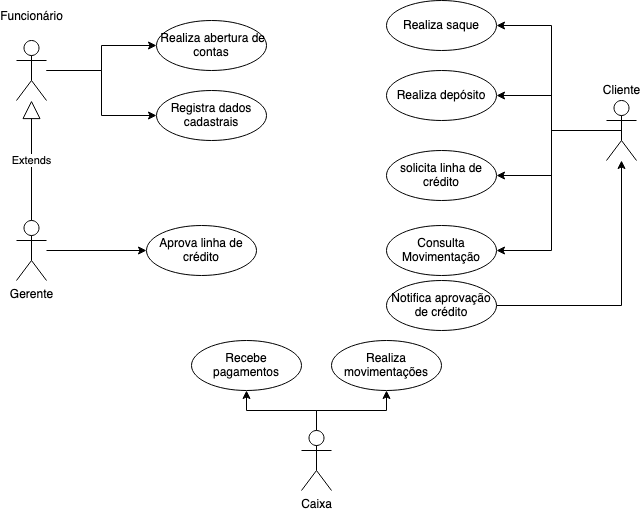 Funcionário
Realiza abertura de
contas
Registra dados
cadastrais
Extends
Gerente
Aprova linha de
crédito
Realiza saque
Realiza depósito
Cliente
solicita linha de
crédito
Consulta
Movimentação
Notifica aprovação
de crédito
Recebe
pagamentos
Realiza
movimentações
Caixa